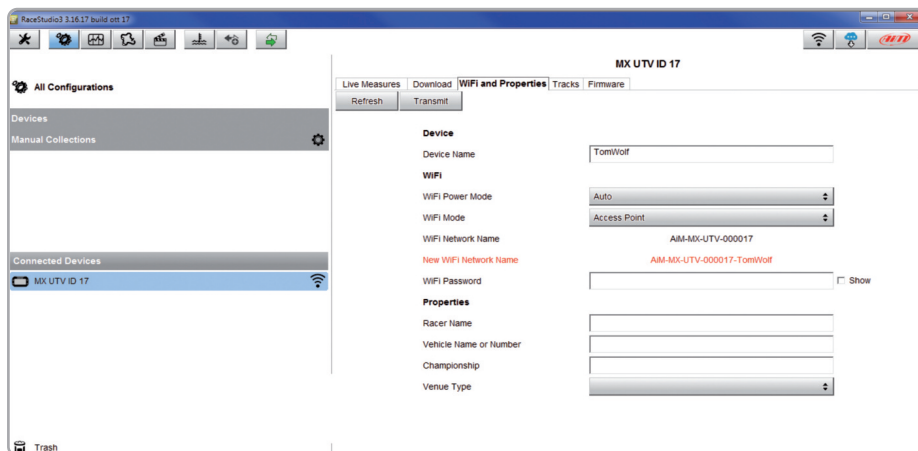 RaceStudio3 3.16.17 build ott 17
AiM
MX UTV ID 17
All Configurations
Live Measures Download WiFi and Properties Tracks Firmware
Refresh Transmit
Devices
Manual Collections
Device
Device Name TomWolf
WiFi
WiFi Power Mode Auto
WiFi Mode Access Point
WiFi Network Name AiM-MX-UTV-000017
Connected Devices
New WiFi Network Name AiM-MX-UTV-000017-TomWolf
MX UTV ID 17
WiFi Password Show
Properties
Racer Name
Vehicle Name or Number
Championship
Venue Type
Trash